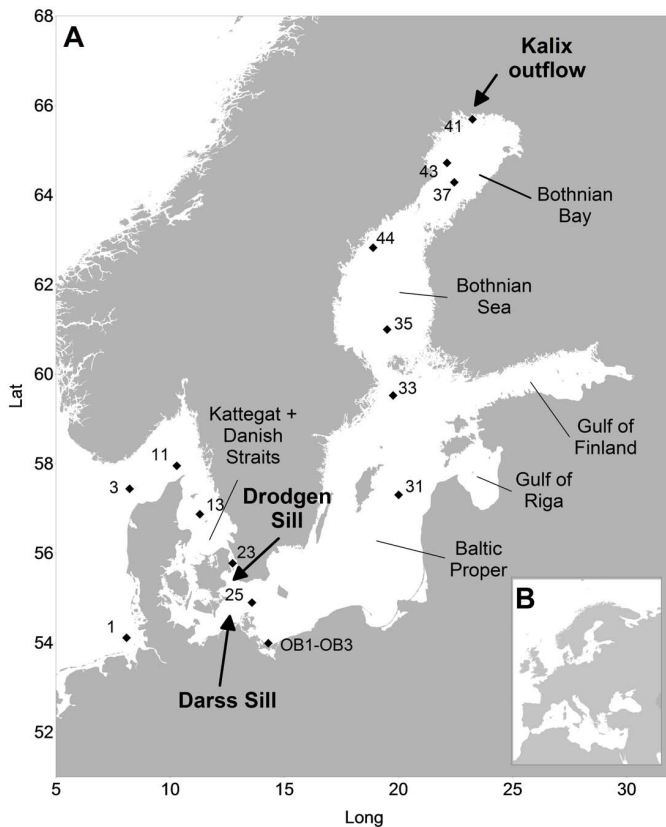 A
68
66
64
62
60
58
56
54
52
Lat
5
10
15
20
25
30
Long
Kalix
outflow
41
43
37
Bothnian
Bay
44
Bothnian
Sea
35
33
Gulf of
Finland
Kattegat +
Danish
Straits
11
3
13
Gulf of
Riga
31
Drodgen
Sill
23
Baltic
Proper
25
1
OB1-OB3
Darss Sill
B